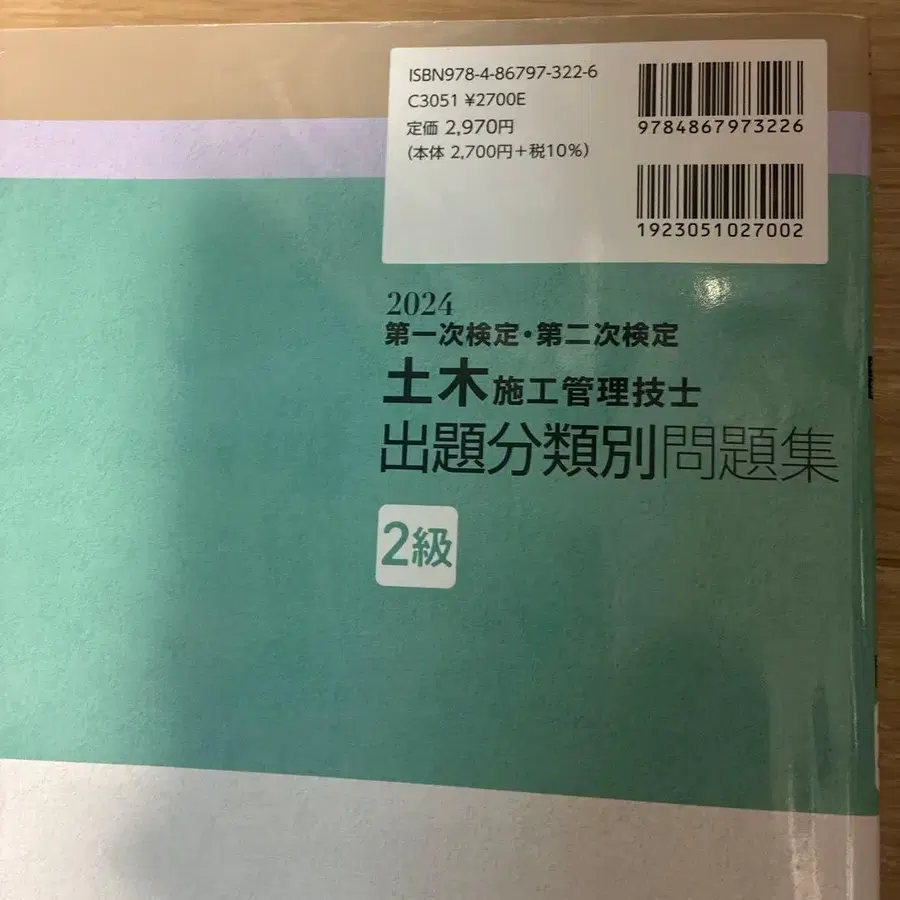 ISBN978-4-86797-322-6
C3051 ¥2700E
定価 2,970円
(本体 2,700円+税10%)
9784867973226
1923051027002
2024
第一次検定・第二次検定
土木施工管理技士
出題分類別問題集
2級